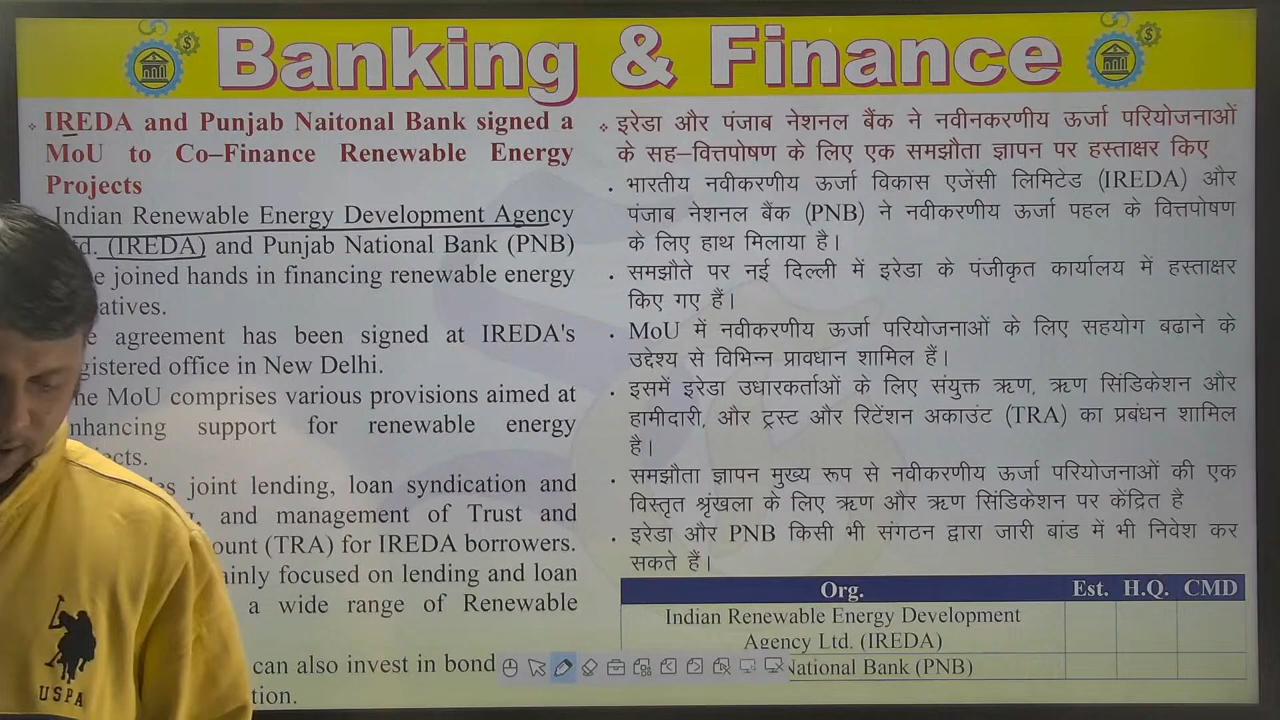 Banking & Finance
IREDA and Punjab Naitonal Bank signed a
MoU to Co–Finance Renewable Energy
Projects
Indian Renewable Energy Development Agency
(IREDA) and Punjab National Bank (PNB)
joined hands in financing renewable energy
agreement has been signed at IREDA's
office in New Delhi.
MoU comprises various provisions aimed at
support for renewable energy
joint lending, loan syndication and
and management of Trust and
(TRA) for IREDA borrowers.
focused on lending and loan
a wide range of Renewable
can also invest in bond
इरेडा और पंजाब नेशनल बैंक ने नवीनकरणीय ऊर्जा परियोजनाओं
के सह–वित्तपोषण के लिए एक समझौता ज्ञापन पर हस्ताक्षर किए
भारतीय नवीकरणीय ऊर्जा विकास एजेंसी लिमिटेड (IREDA) और
पंजाब नेशनल बैंक (PNB) ने नवीकरणीय ऊर्जा पहल के वित्तपोषण
के लिए हाथ मिलाया है।
समझौते पर नई दिल्ली में इरेडा के पंजीकृत कार्यालय में हस्ताक्षर
किए गए हैं।
MoU में नवीकरणीय ऊर्जा परियोजनाओं के लिए सहयोग बढाने के
उद्देश्य से विभिन्न प्रावधान शामिल हैं।
इसमें इरेडा उधारकर्ताओं के लिए संयुक्त ऋण, ऋण सिंडिकेशन और
हामीदारी, और ट्रस्ट और रिटेंशन अकाउंट (TRA) का प्रबंधन शामिल
है।
समझौता ज्ञापन मुख्य रूप से नवीकरणीय ऊर्जा परियोजनाओं की एक
विस्तृत श्रृंखला के लिए ऋण और ऋण सिंडिकेशन पर केंद्रित है
इरेडा और PNB किसी भी संगठन द्वारा जारी बांड में भी निवेश कर
सकते हैं।
Org. Est. H.Q. CMD
Indian Renewable Energy Development
Agency Ltd. (IREDA)
National Bank (PNB)
USPA